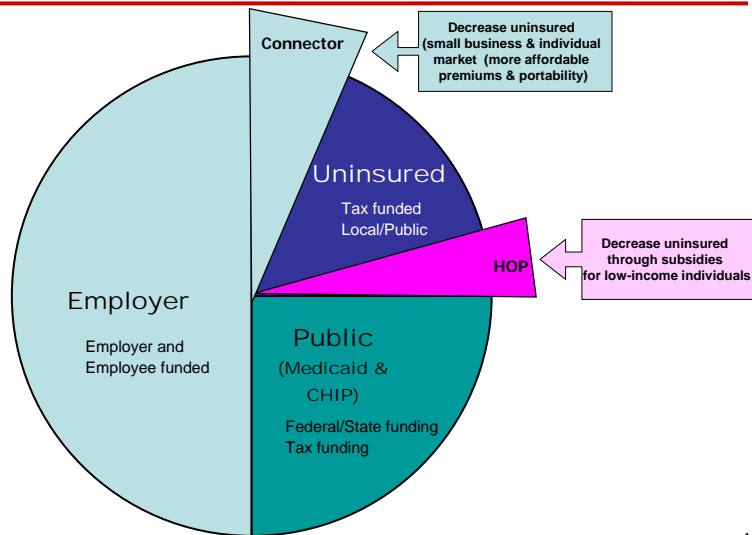 Connector
Decrease uninsured
(small business & individual
market (more affordable
premiums & portability)
Uninsured
Tax funded
Local/Public
HOP
Decrease uninsured
through subsidies
for low-income individuals
Employer
Employer and
Employee funded
Public
(Medicaid &
CHIP)
Federal/State funding
Tax funding